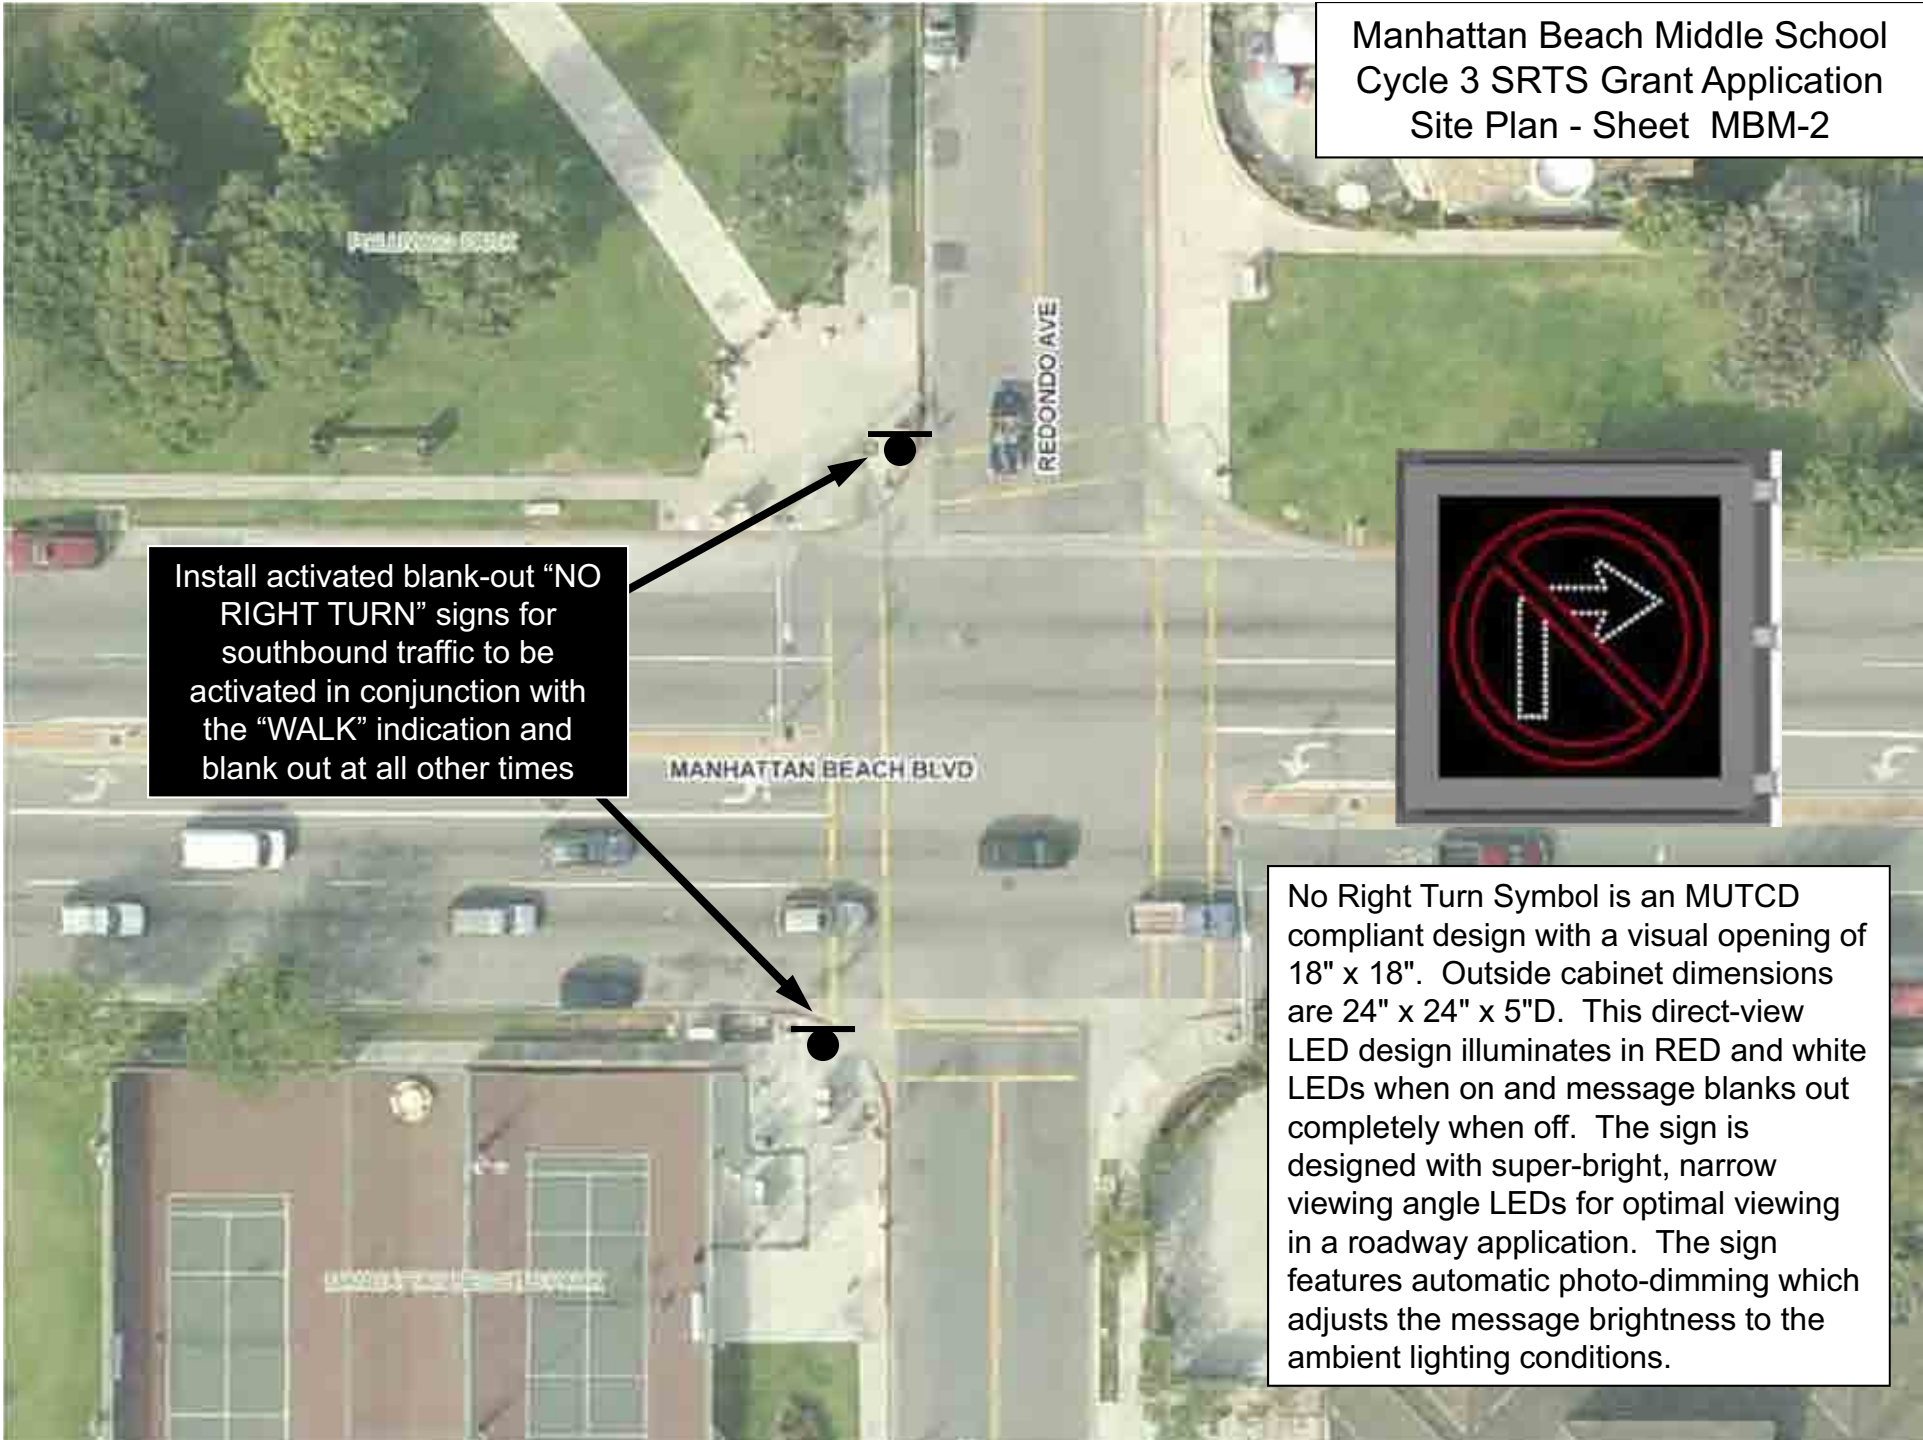 Manhattan Beach Middle School
Cycle 3 SRTS Grant Application
Site Plan - Sheet MBM-2
REDONDO AVE
Install activated blank-out “NO
RIGHT TURN” signs for
southbound traffic to be
activated in conjunction with
the “WALK” indication and
blank out at all other times
MANHATTAN BEACH BLVD
No Right Turn Symbol is an MUTCD
compliant design with a visual opening of
18" x 18". Outside cabinet dimensions
are 24" x 24" x 5"D. This direct-view
LED design illuminates in RED and white
LEDs when on and message blanks out
completely when off. The sign is
designed with super-bright, narrow
viewing angle LEDs for optimal viewing
in a roadway application. The sign
features automatic photo-dimming which
adjusts the message brightness to the
ambient lighting conditions.